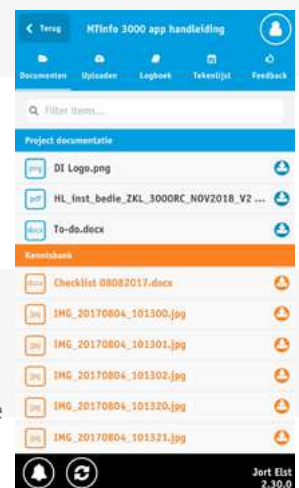 Terug MTinfo 3000 app handleiding
Documenten Uploaden Logboek Tekenlijst Feedback
Filter items...
Project documentatie
png DI Logo.png
pdf HL_inst_bedie_ZKL_3000RC_NOV2018_V2 ...
docx To-do.docx
Kennisbank
docx Checklist 08082017.docx
jpg IMG_20170804_101300.jpg
jpg IMG_20170804_101301.jpg
jpg IMG_20170804_101302.jpg
jpg IMG_20170804_101320.jpg
e
jpg IMG_20170804_101321.jpg
Jort Elst
2.30.0